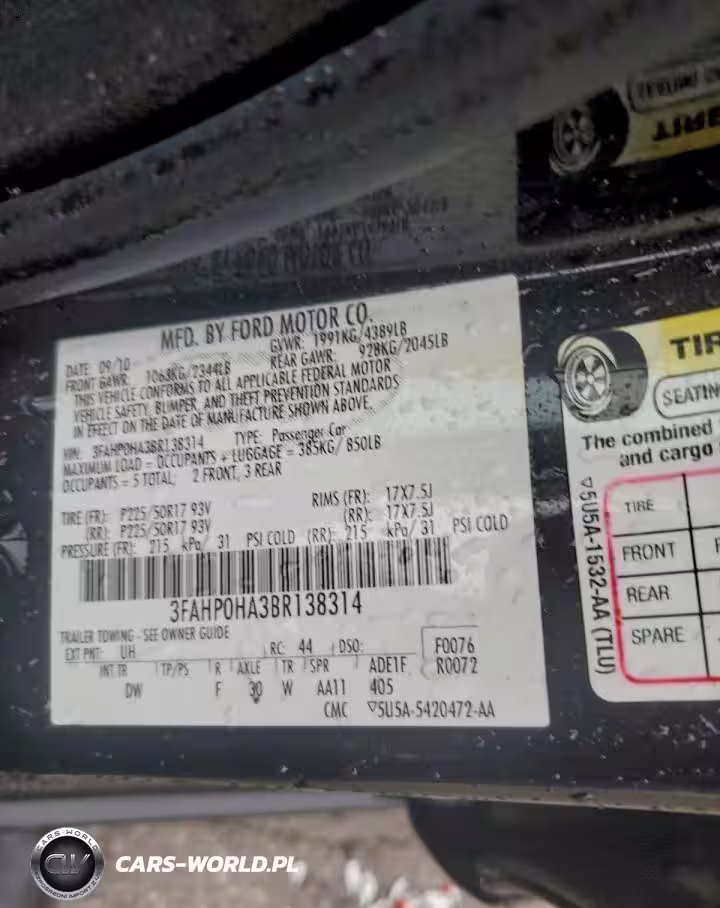 MFD. BY FORD MOTOR CO.
DATE: 09/10 GVWR: 1991KG/4389LB
FRONT GAWR: 1063KG/2344LB REAR GAWR: 928KG/2045LB
THIS VEHICLE CONFORMS TO ALL APPLICABLE FEDERAL MOTOR
VEHICLE SAFETY, BUMPER, AND THEFT PREVENTION STANDARDS
IN EFFECT ON THE DATE OF MANUFACTURE SHOWN ABOVE.
VIN: 3FAHP0HA3BR138314 TYPE: Passenger Car
MAXIMUM LOAD = OCCUPANTS + LUGGAGE = 385KG/ 850LB
OCCUPANTS = 5 TOTAL; 2 FRONT, 3 REAR
TIRE (FR): P225/50R17 93V RIMS (FR): 17X7.5J
(RR): P225/50R17 93V (RR): 17X7.5J
PRESSURE (FR): 215 kPa/ 31 PSI COLD (RR): 215 kPa/ 31 PSI COLD
3FAHP0HA3BR138314
TRAILER TOWING - SEE OWNER GUIDE
EXT PNT: UH RC: 44 DSO: F0076
INT TR TP/PS R AXLE TR SPR ADE1F R0072
DW F 30 W AA11 405
CMC ▽5U5A-5420472-AA
TIR
SEATIN
The combined
and cargo
▽5U5A-1532-AA (TLU)
TIRE
FRONT
REAR
SPARE
CARS-WORLD
CW
CARS-WORLD.PL